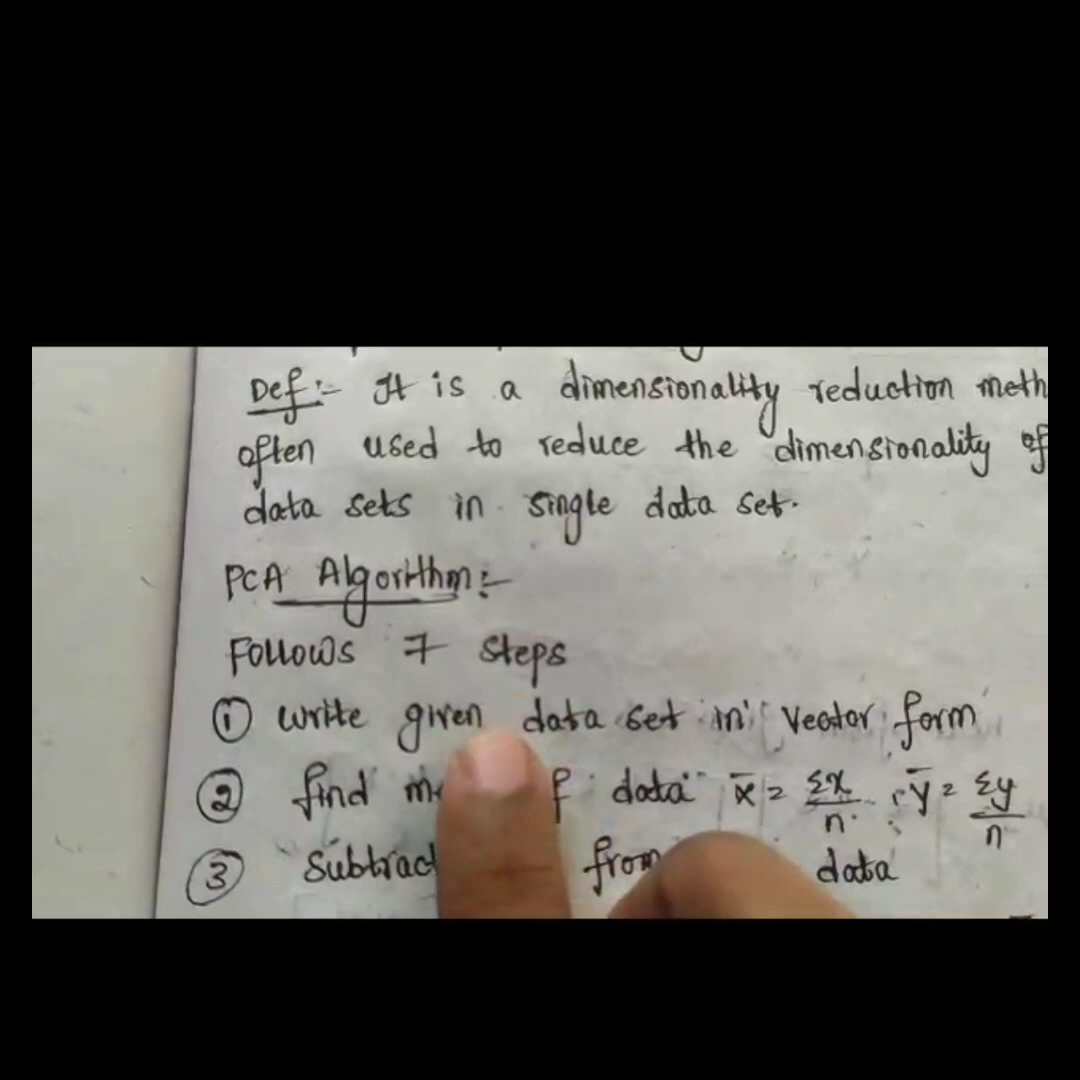 Def:- It is a dimensionality reduction meth
often used to reduce the dimensionality of
data sets in single data set.
PCA Algorithm:-
Follows 7 steps
① write given data set in vector form
② find of data x̄ = Σx/n ; ȳ = Σy/n
③ Subtract from data